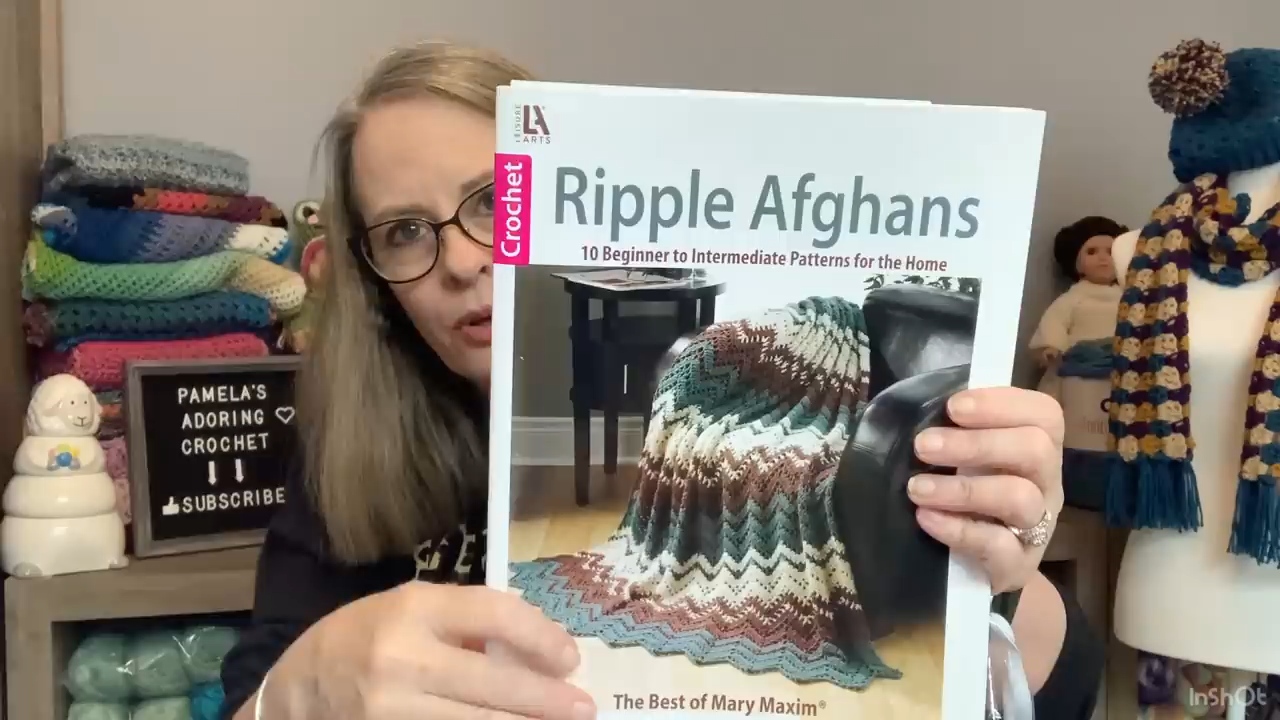 LEISURE
LA
ARTS
Crochet
Ripple Afghans
10 Beginner to Intermediate Patterns for the Home
The Best of Mary Maxim®
PAMELA'S
ADORING
CROCHET
SUBSCRIBE
InShOt